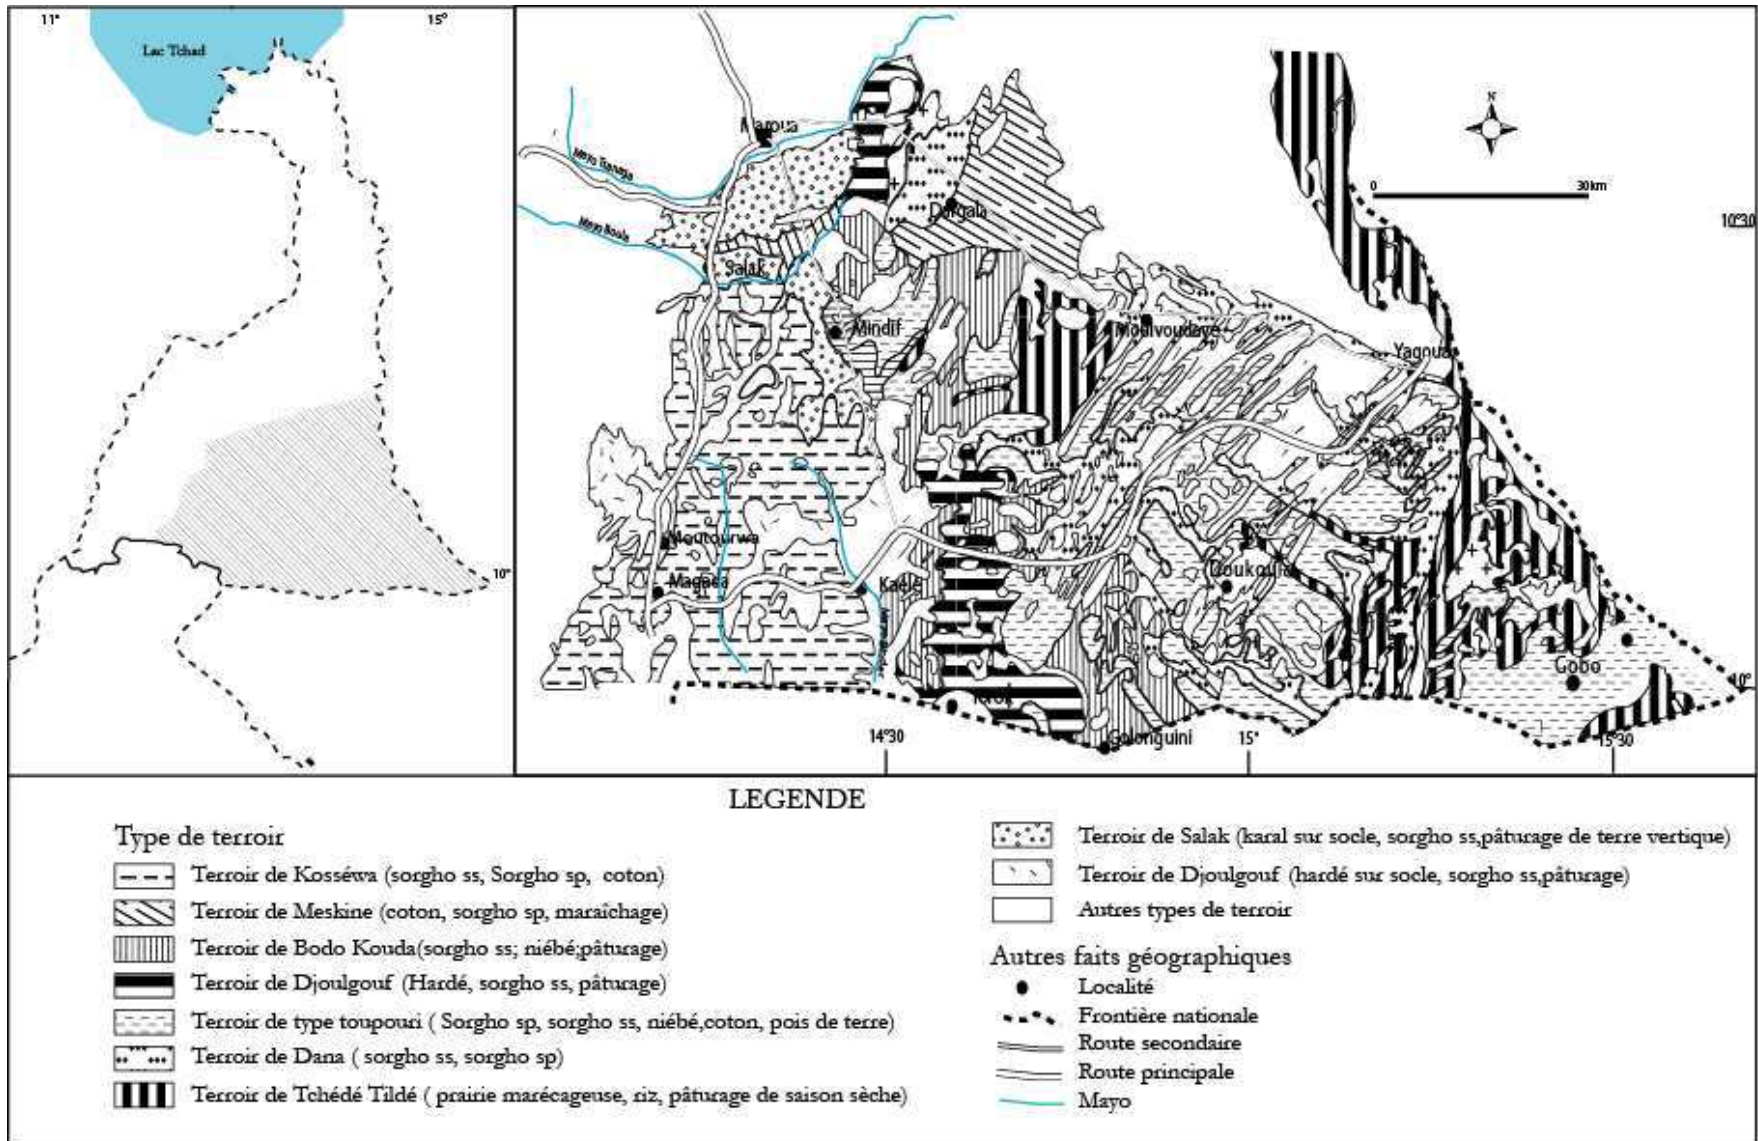 11°
15°
Lac Tchad
10°
Maroua
Mayo Boula
0
30km
N
10°30
Dargala
Salak
Mindif
Moulvoudaye
Yagoua
Moutourwa
Magada
Kaélé
Doukoula
Gobo
10°
Golonguini
14°30
15°
15°30
LEGENDE
Type de terroir
Terroir de Kosséwa (sorgho ss, Sorgho sp, coton)
Terroir de Meskine (coton, sorgho sp, maraîchage)
Terroir de Bodo Kouda(sorgho ss; niébé;pâturage)
Terroir de Djoulgouf (Hardé, sorgho ss, pâturage)
Terroir de type toupouri ( Sorgho sp, sorgho ss, niébé,coton, pois de terre)
Terroir de Dana ( sorgho ss, sorgho sp)
Terroir de Tchédé Tildé ( prairie marécageuse, riz, pâturage de saison sèche)
Terroir de Salak (karal sur socle, sorgho ss,pâturage de terre vertique)
Terroir de Djoulgouf (hardé sur socle, sorgho ss,pâturage)
Autres types de terroir
Autres faits géographiques
Localité
Frontière nationale
Route secondaire
Route principale
Mayo